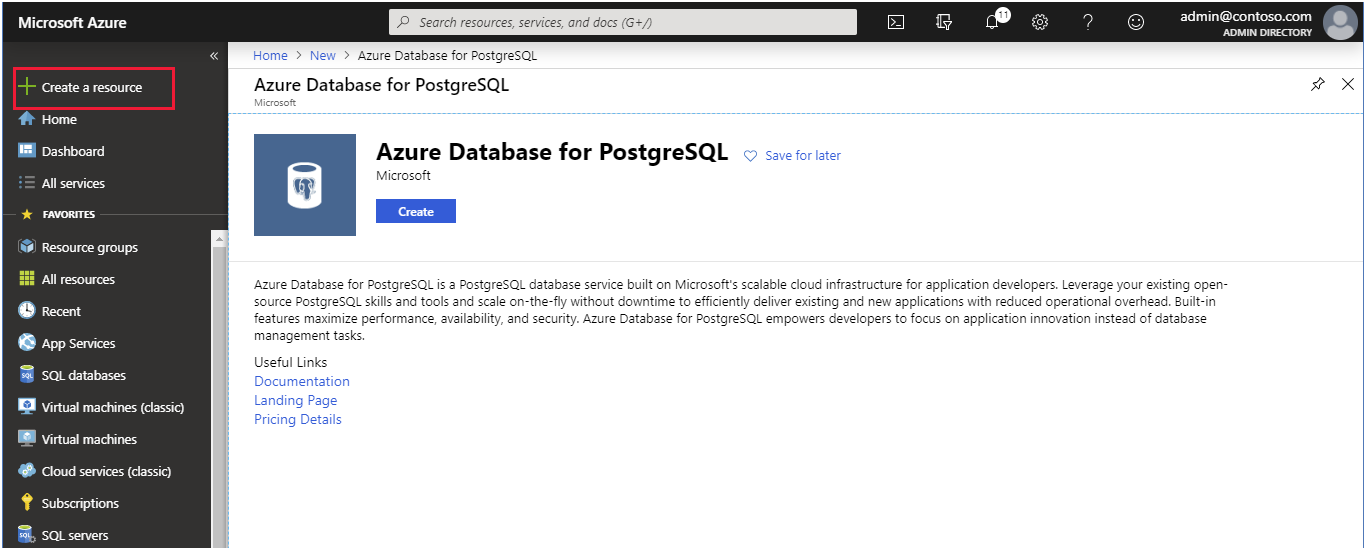 Microsoft Azure
Search resources, services, and docs (G+/)
11
admin@contoso.com
ADMIN DIRECTORY
«
Create a resource
Home
Dashboard
All services
FAVORITES
Resource groups
All resources
Recent
App Services
SQL databases
Virtual machines (classic)
Virtual machines
Cloud services (classic)
Subscriptions
SQL servers
Home > New > Azure Database for PostgreSQL
Azure Database for PostgreSQL
Microsoft
Azure Database for PostgreSQL
Save for later
Microsoft
Create
Azure Database for PostgreSQL is a PostgreSQL database service built on Microsoft's scalable cloud infrastructure for application developers. Leverage your existing open-
source PostgreSQL skills and tools and scale on-the-fly without downtime to efficiently deliver existing and new applications with reduced operational overhead. Built-in
features maximize performance, availability, and security. Azure Database for PostgreSQL empowers developers to focus on application innovation instead of database
management tasks.
Useful Links
Documentation
Landing Page
Pricing Details